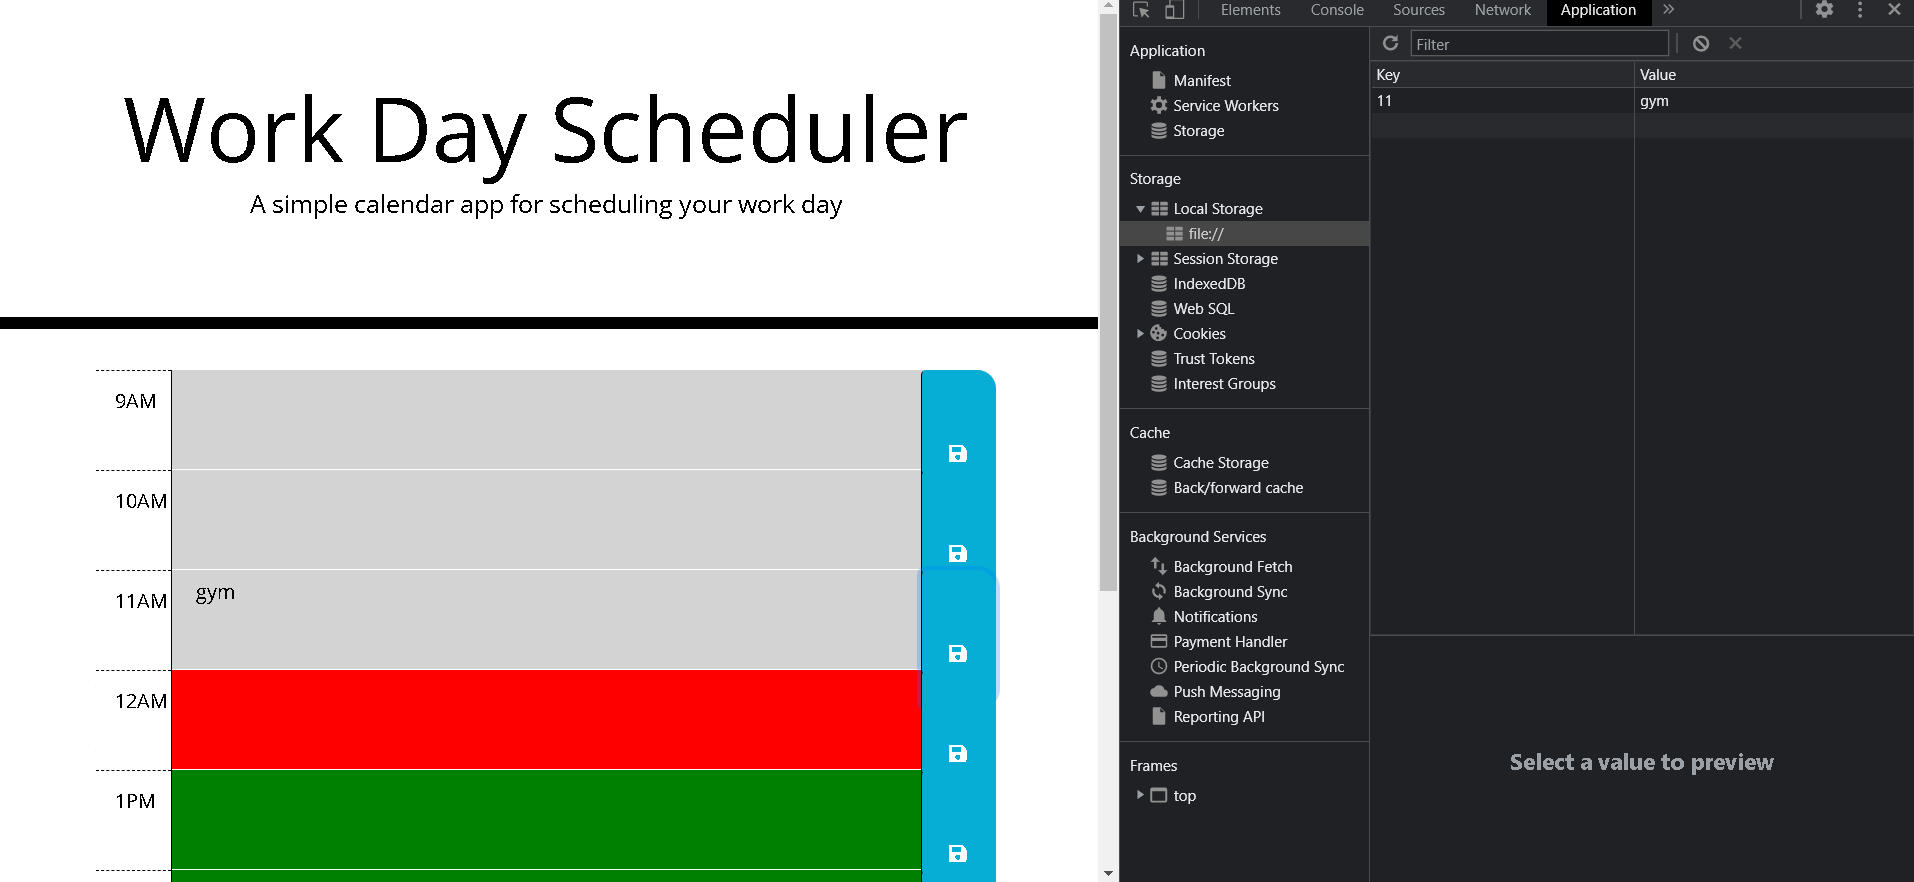 Work Day Scheduler
A simple calendar app for scheduling your work day
9AM
10AM
11AM gym
12AM
1PM
Elements Console Sources Network Application »
Application
Manifest
Service Workers
Storage
Storage
Local Storage
file://
Session Storage
IndexedDB
Web SQL
Cookies
Trust Tokens
Interest Groups
Cache
Cache Storage
Back/forward cache
Background Services
Background Fetch
Background Sync
Notifications
Payment Handler
Periodic Background Sync
Push Messaging
Reporting API
Frames
top
Filter
Key Value
11 gym
Select a value to preview